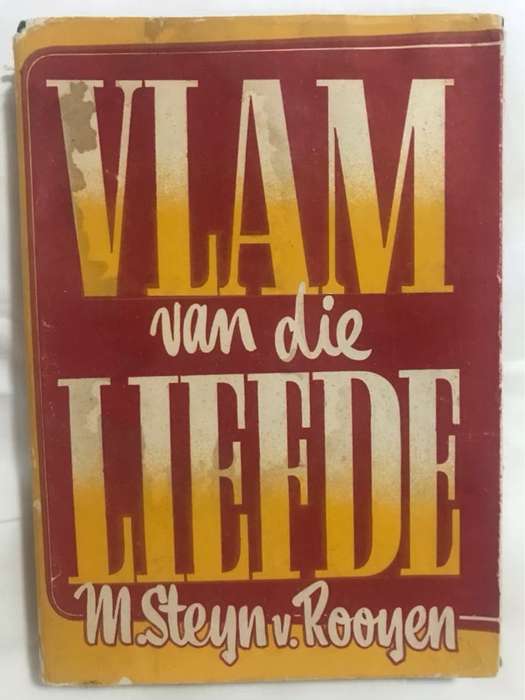 VLAM
van die
LIEFDE
M. Steyn v. Rooyen